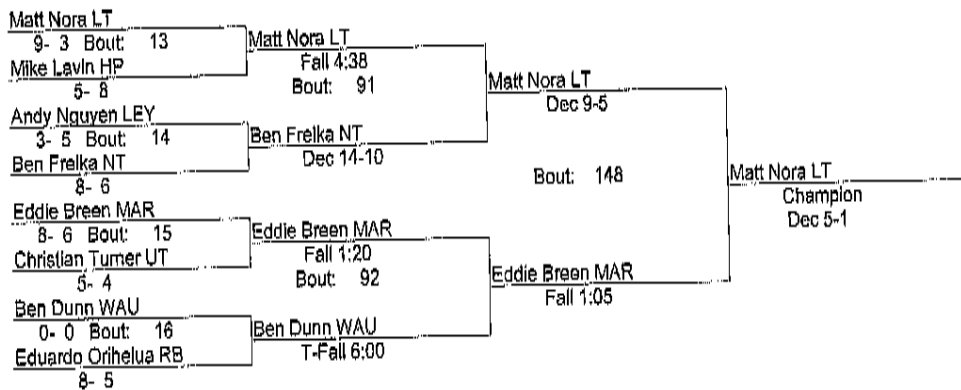 Matt Nora LT
9- 3 Bout: 13
Mike Lavin HP
5- 8
Andy Nguyen LEY
3- 5 Bout: 14
Ben Frelka NT
8- 6
Eddie Breen MAR
8- 6 Bout: 15
Christian Turner UT
5- 4
Ben Dunn WAU
0- 0 Bout: 16
Eduardo Orihelua RB
8- 5
Matt Nora LT
Fall 4:38
Bout: 91
Ben Frelka NT
Dec 14-10
Eddie Breen MAR
Fall 1:20
Bout: 92
Ben Dunn WAU
T-Fall 6:00
Matt Nora LT
Dec 9-5
Bout: 148
Eddie Breen MAR
Fall 1:05
Matt Nora LT
Champion
Dec 5-1